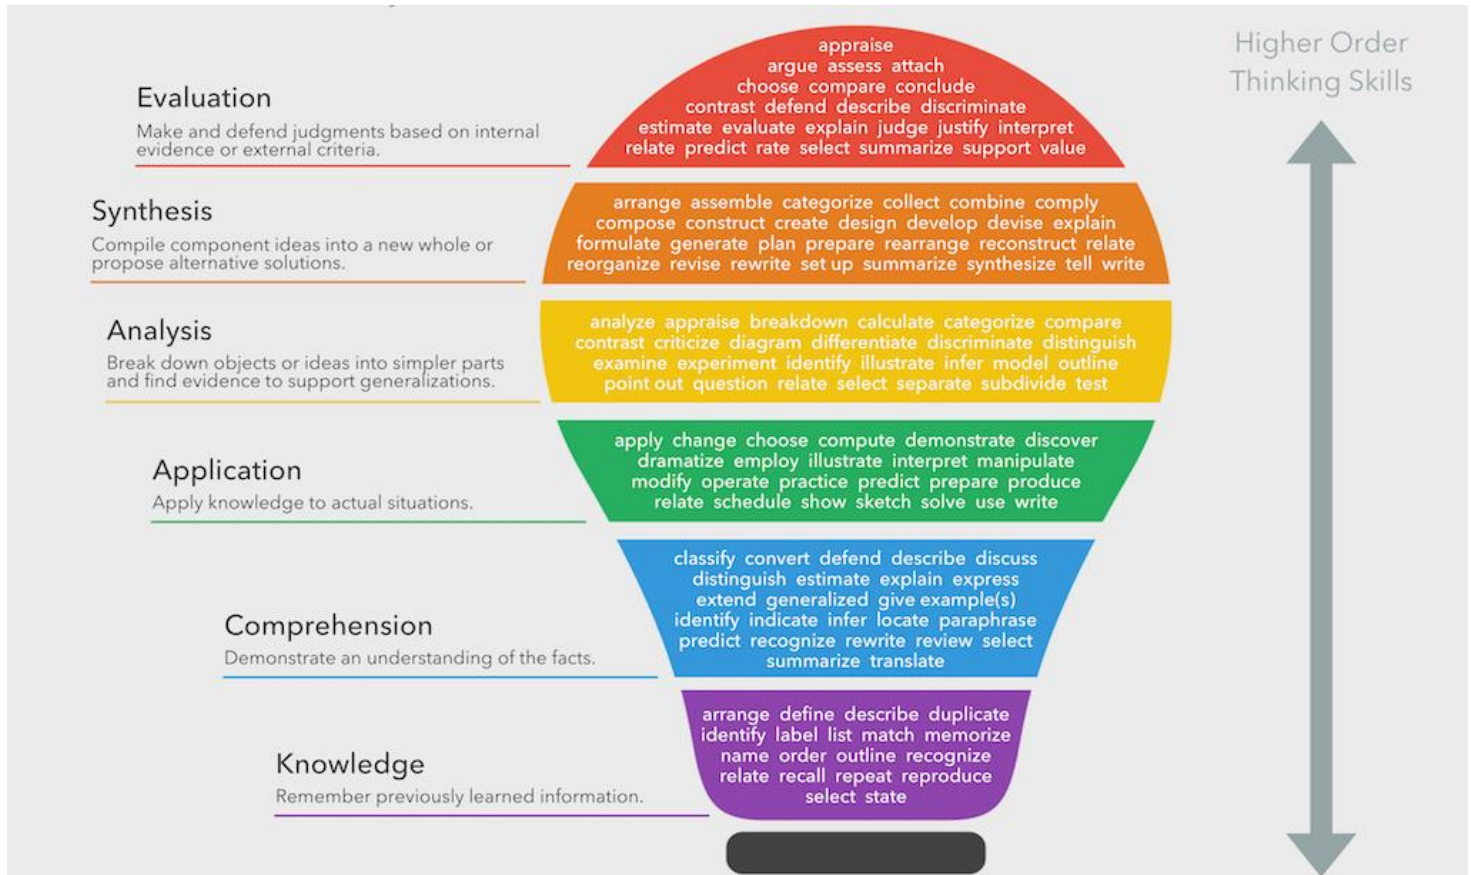 Higher Order
Thinking Skills
Evaluation
Make and defend judgments based on internal
evidence or external criteria.
appraise
argue assess attach
choose compare conclude
contrast defend describe discriminate
estimate evaluate explain judge justify interpret
relate predict rate select summarize support value
Synthesis
Compile component ideas into a new whole or
propose alternative solutions.
arrange assemble categorize collect combine comply
compose construct create design develop devise explain
formulate generate plan prepare rearrange reconstruct relate
reorganize revise rewrite set up summarize synthesize tell write
Analysis
Break down objects or ideas into simpler parts
and find evidence to support generalizations.
analyze appraise breakdown calculate categorize compare
contrast criticize diagram differentiate discriminate distinguish
examine experiment identify illustrate infer model outline
point out question relate select separate subdivide test
Application
Apply knowledge to actual situations.
apply change choose compute demonstrate discover
dramatize employ illustrate interpret manipulate
modify operate practice predict prepare produce
relate schedule show sketch solve use write
Comprehension
Demonstrate an understanding of the facts.
classify convert defend describe discuss
distinguish estimate explain express
extend generalized give example(s)
identify indicate infer locate paraphrase
predict recognize rewrite review select
summarize translate
Knowledge
Remember previously learned information.
arrange define describe duplicate
identify label list match memorize
name order outline recognize
relate recall repeat reproduce
select state